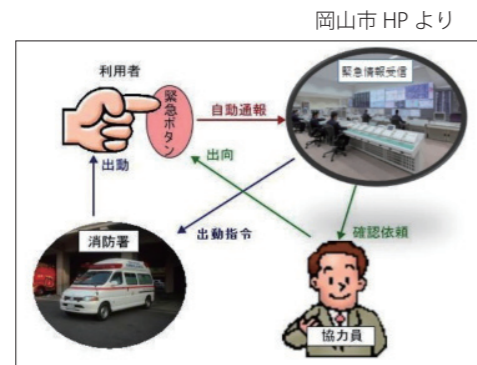 岡山市 HP より
利用者
緊急ボタン
自動通報
緊急情報受信
出動
出向
消防署
出動指令
確認依頼
協力員